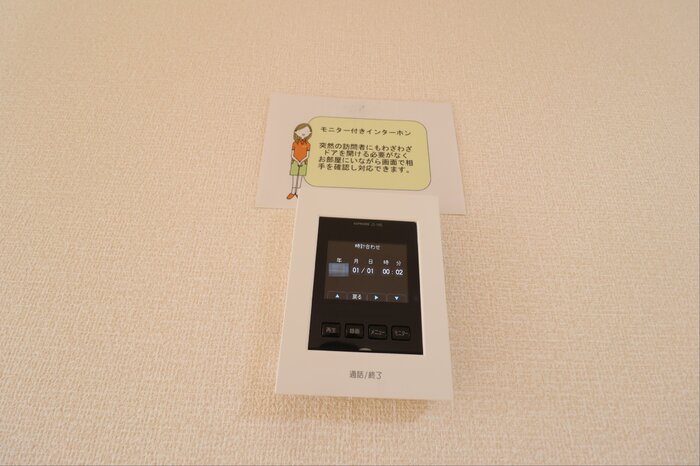 モニター付きインターホン
突然の訪問者にもわざわざ
ドアを開ける必要がなく
お部屋にいながら画面で相
手を確認し対応できます。
時計合わせ
年 月 日 時 分
01/01 00:02
▲ 戻る ▶ ▼
再生 録画 メニュー モニター
通話/終了